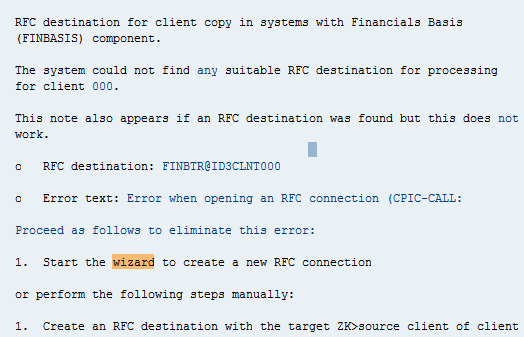 RFC destination for client copy in systems with Financials Basis
(FINBASIS) component.
The system could not find any suitable RFC destination for processing
for client 000.
This note also appears if an RFC destination was found but this does not
work.
o RFC destination: FINBTR@ID3CLNT000
o Error text: Error when opening an RFC connection (CPIC-CALL:
Proceed as follows to eliminate this error:
1. Start the wizard to create a new RFC connection
or perform the following steps manually:
1. Create an RFC destination with the target ZK>source client of client